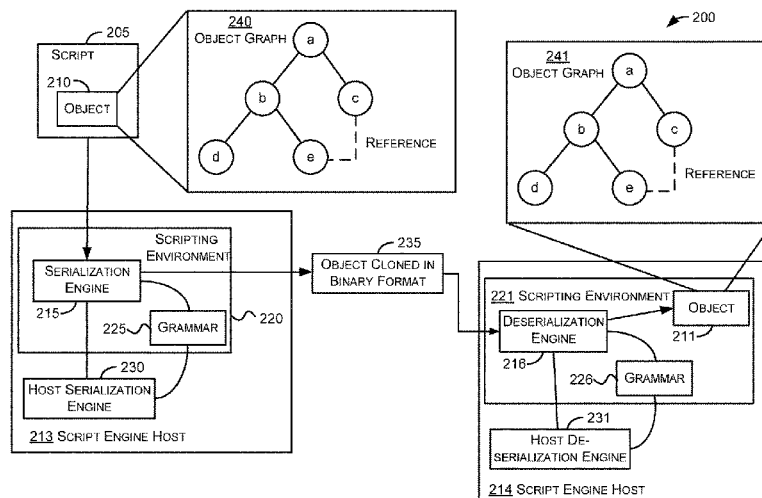 200
205
SCRIPT
210
OBJECT
240
OBJECT GRAPH
a
b
c
d
e
REFERENCE
241
OBJECT GRAPH
a
b
c
d
e
REFERENCE
SCRIPTING
ENVIRONMENT
SERIALIZATION
ENGINE
215
225
GRAMMAR
220
230
HOST SERIALIZATION
ENGINE
213 SCRIPT ENGINE HOST
235
OBJECT CLONED IN
BINARY FORMAT
221 SCRIPTING ENVIRONMENT
OBJECT
211
DESERIALIZATION
ENGINE
216
226
GRAMMAR
231
HOST DE-
SERIALIZATION ENGINE
214 SCRIPT ENGINE HOST